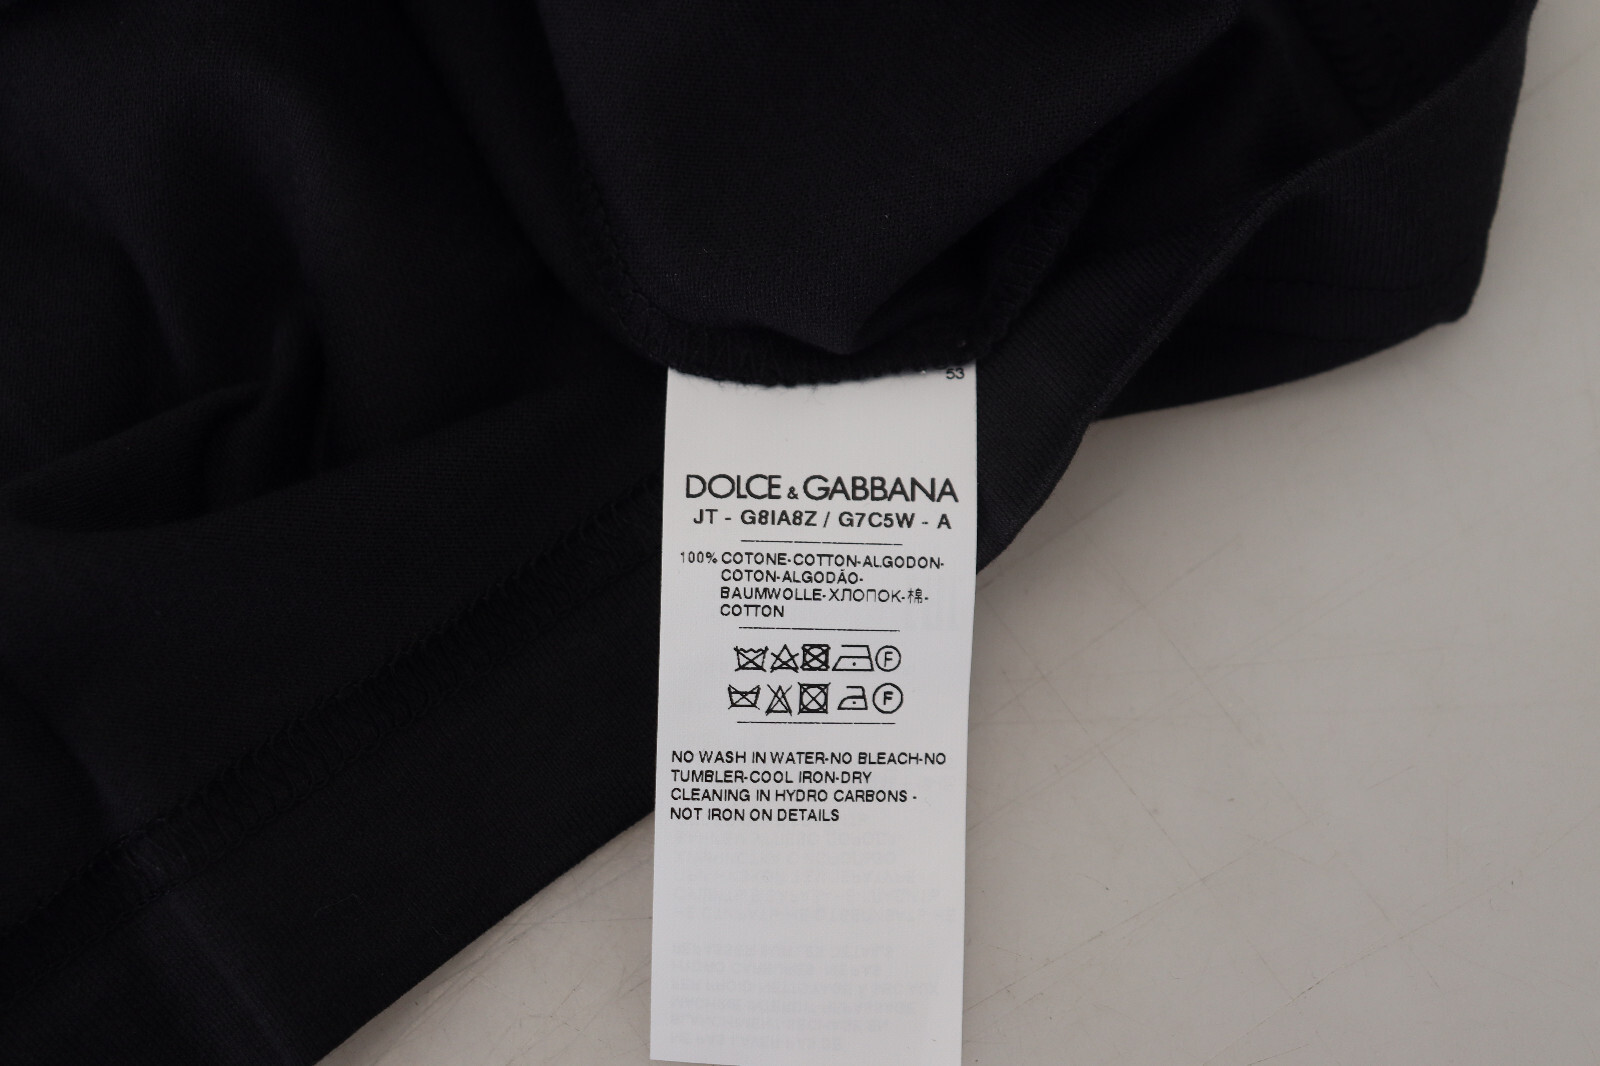 53
DOLCE & GABBANA
JT - G8IA8Z / G7C5W - A
100% COTONE-COTTON-ALGODON-
COTON-ALGODÃO-
BAUMWOLLE-ХЛОПОК-棉-
COTTON
F
F
NO WASH IN WATER-NO BLEACH-NO
TUMBLER-COOL IRON-DRY
CLEANING IN HYDRO CARBONS -
NOT IRON ON DETAILS